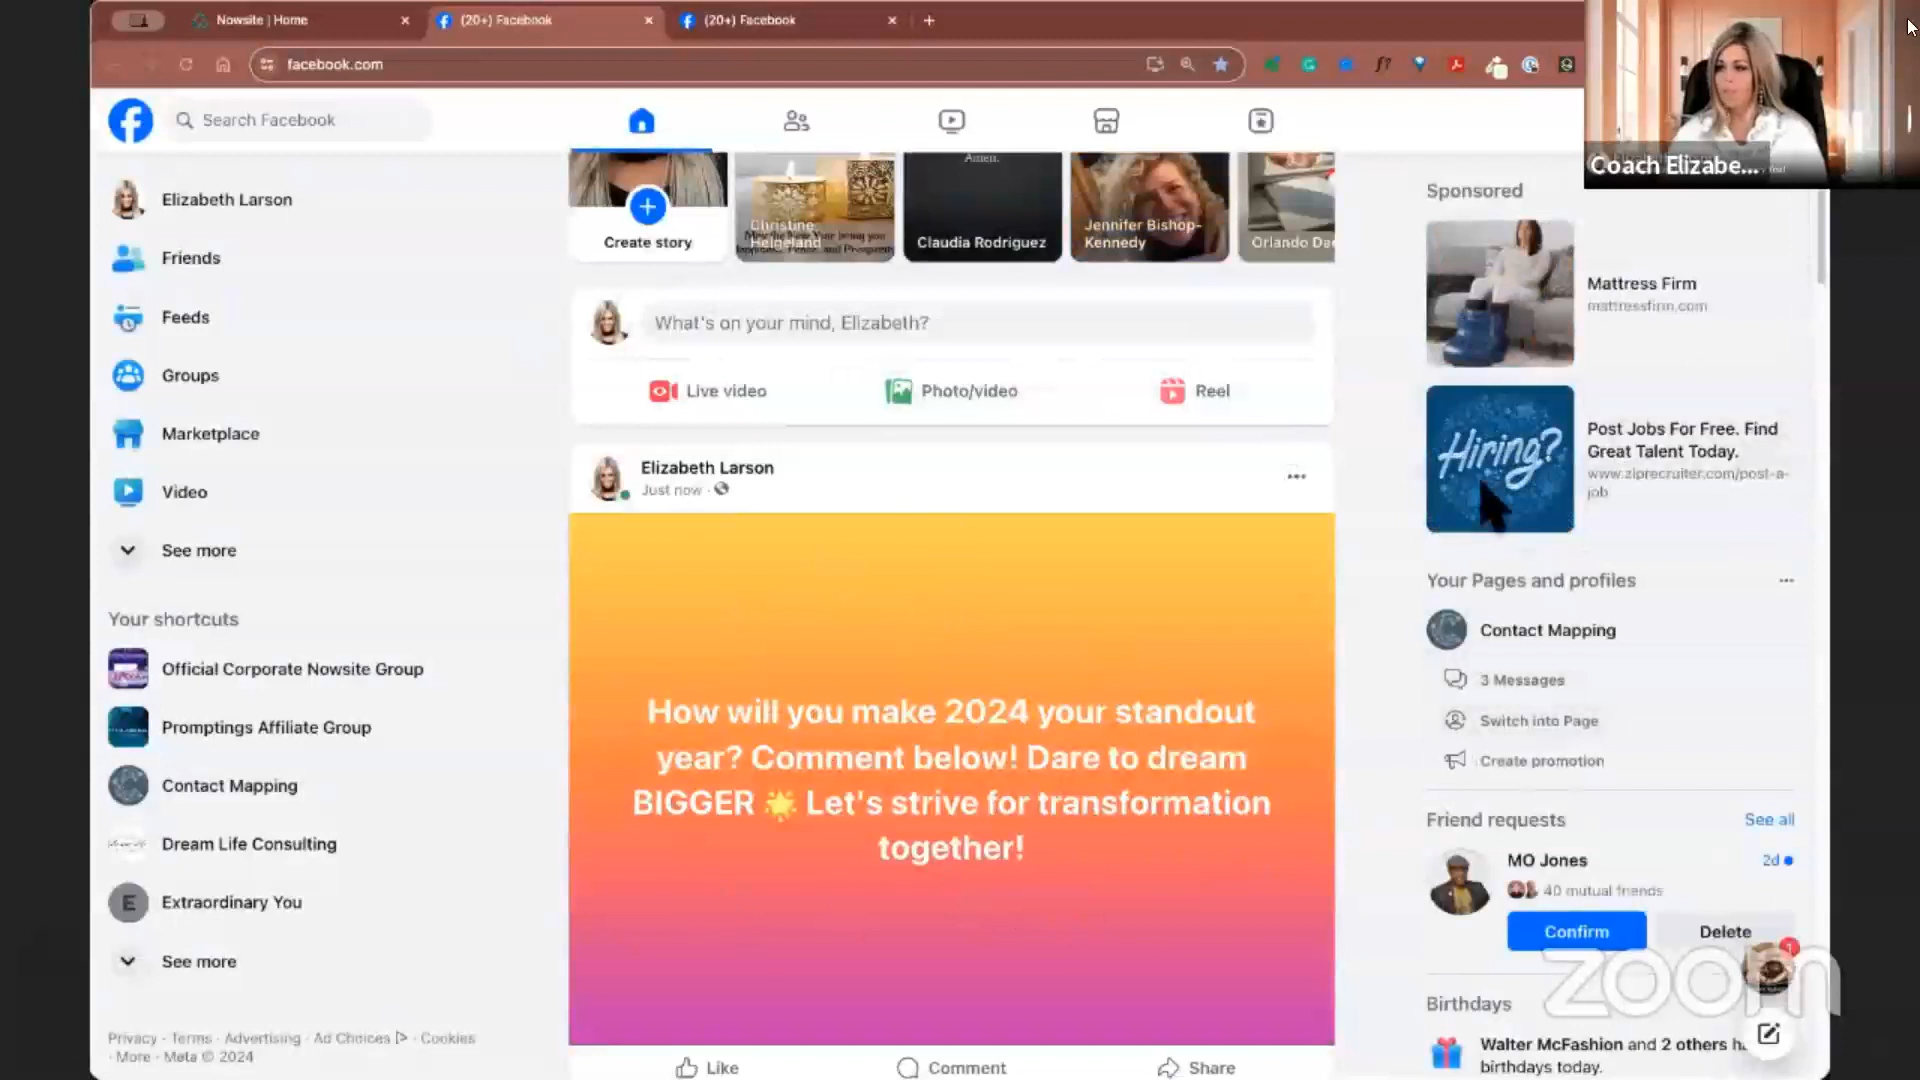 Nowsite | Home
(20+) Facebook
(20+) Facebook
facebook.com
Coach Elizabe...
Search Facebook
Elizabeth Larson
Friends
Feeds
Groups
Marketplace
Video
See more
Your shortcuts
Official Corporate Nowsite Group
Promptings Affiliate Group
Contact Mapping
Dream Life Consulting
E
Extraordinary You
See more
Privacy · Terms · Advertising · Ad Choices · Cookies
· More · Meta © 2024
Amen.
Create story
Christine
Helgeland
Claudia Rodriguez
Jennifer Bishop-
Kennedy
Orlando
What's on your mind, Elizabeth?
Live video
Photo/video
Reel
Elizabeth Larson
Just now ·
How will you make 2024 your standout
year? Comment below! Dare to dream
BIGGER 🌟 Let's strive for transformation
together!
Like
Comment
Share
Sponsored
Mattress Firm
mattressfirm.com
Hiring?
Post Jobs For Free. Find
Great Talent Today.
www.ziprecruiter.com/post-a-
job
Your Pages and profiles
Contact Mapping
3 Messages
Switch into Page
Create promotion
Friend requests
See all
MO Jones
2d
40 mutual friends
Confirm
Delete
1
zoom
Birthdays
Walter McFashion and 2 others
birthdays today.